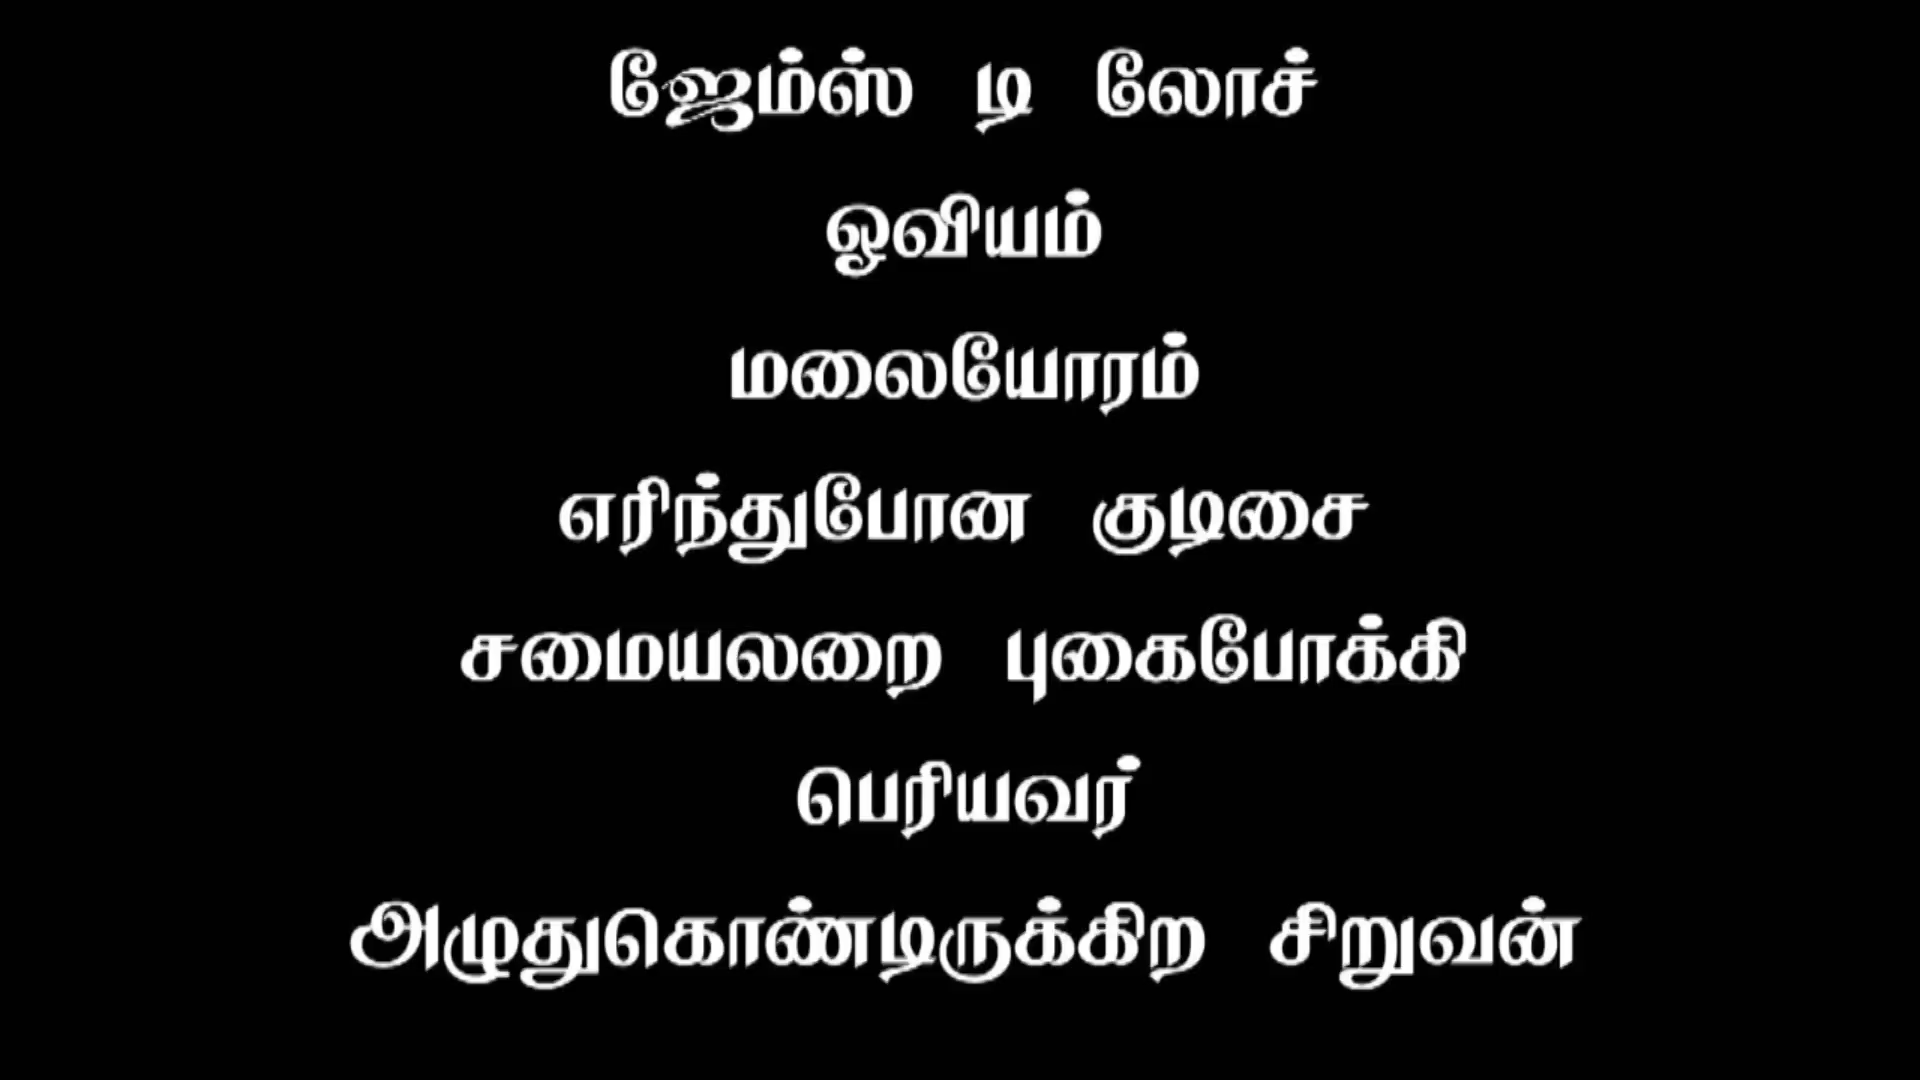 ஜேம்ஸ் டி லோச்
ஓவியம்
மலையோரம்
எரிந்துபோன குடிசை
சமையலறை புகைபோக்கி
பெரியவர்
அழுதுகொண்டிருக்கிற சிறுவன்